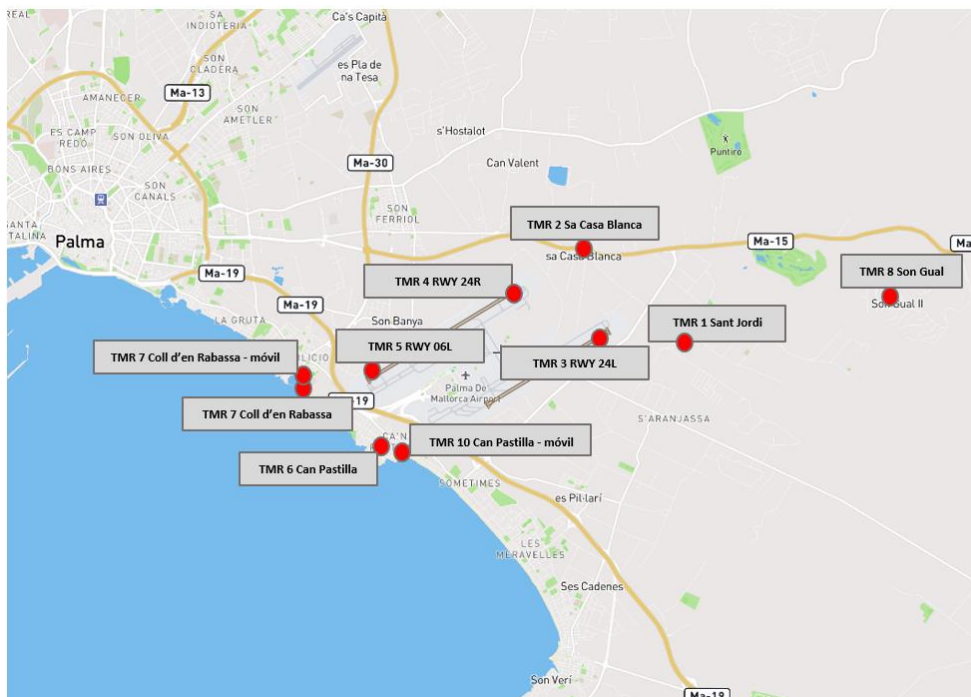 REAL
SA
INDIOTERIA
Ca's Capità
SON
CLADERA
es Pla de
na Tesa
Ma-13
AMANECER
SON
AMETLER
ES CAMP
REDÓ
SON OLIVA
s'Hostalot
Puntiró
BONS AIRES
Ma-30
Can Valent
SON
CANALS
SON
FERRIOL
TMR 2 Sa Casa Blanca
SANTA
CATALINA
Palma
sa Casa Blanca
Ma-15
Ma-19
TMR 4 RWY 24R
TMR 8 Son Gual
Son Gual II
Ma-19
LA GRUTA
Son Banya
TMR 1 Sant Jordi
TMR 5 RWY 06L
TMR 7 Coll d'en Rabassa - móvil
TMR 3 RWY 24L
Palma De
Mallorca Airport
TMR 7 Coll d'en Rabassa
S'ARANJASSA
TMR 10 Can Pastilla - móvil
TMR 6 Can Pastilla
SOMETIMES
es Pil·larí
LES
MERAVELLES
Ses Cadenes
Son Verí
Ma-19